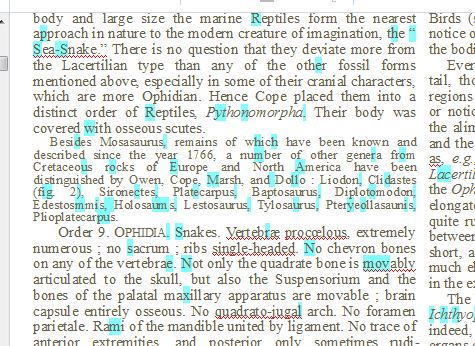 body and large size the marine Reptiles form the nearest
approach in nature to the modern creature of imagination, the “
Sea-Snake.” There is no question that they deviate more from
the Lacertilian type than any of the other fossil forms
mentioned above, especially in some of their cranial characters,
which are more Ophidian. Hence Cope placed them into a
distinct order of Reptiles, Pythonomorpha. Their body was
covered with osseous scutes.
Besides Mosasaurus, remains of which have been known and
described since the year 1766, a number of other genera from
Cretaceous rocks of Europe and North America have been
distinguished by Owen, Cope, Marsh, and Dollo : Liodon, Clidastes
(fig. 2), Sironectes, Platecarpus, Baptosaurus, Diplotomodon,
Edestosmmis, Holosaums, Lestosaurus, Tylosaurus, Pteryeollasaunis,
Plioplatecarpus.
Order 9. OPHIDIA, Snakes. Vertebræ procœlous, extremely
numerous ; no sacrum ; ribs single-headed. No chevron bones
on any of the vertebrae. Not only the quadrate bone is movably
articulated to the skull, but also the Suspensorium and the
bones of the palatal maxillary apparatus are movable ; brain
capsule entirely osseous. No quadrato-jugal arch. No foramen
parietale. Rami of the mandible united by ligament. No trace of
anterior extremities, and posterior only sometimes rudi-
Birds (
notice o
the bod
Ever
tail, tho
regions
or notic
the alin
and the
as, e.g.,
Lacertil
the Oph
elongate
quite ru
between
short, a
much el
in the e
Ichthyo
indeed,
organs